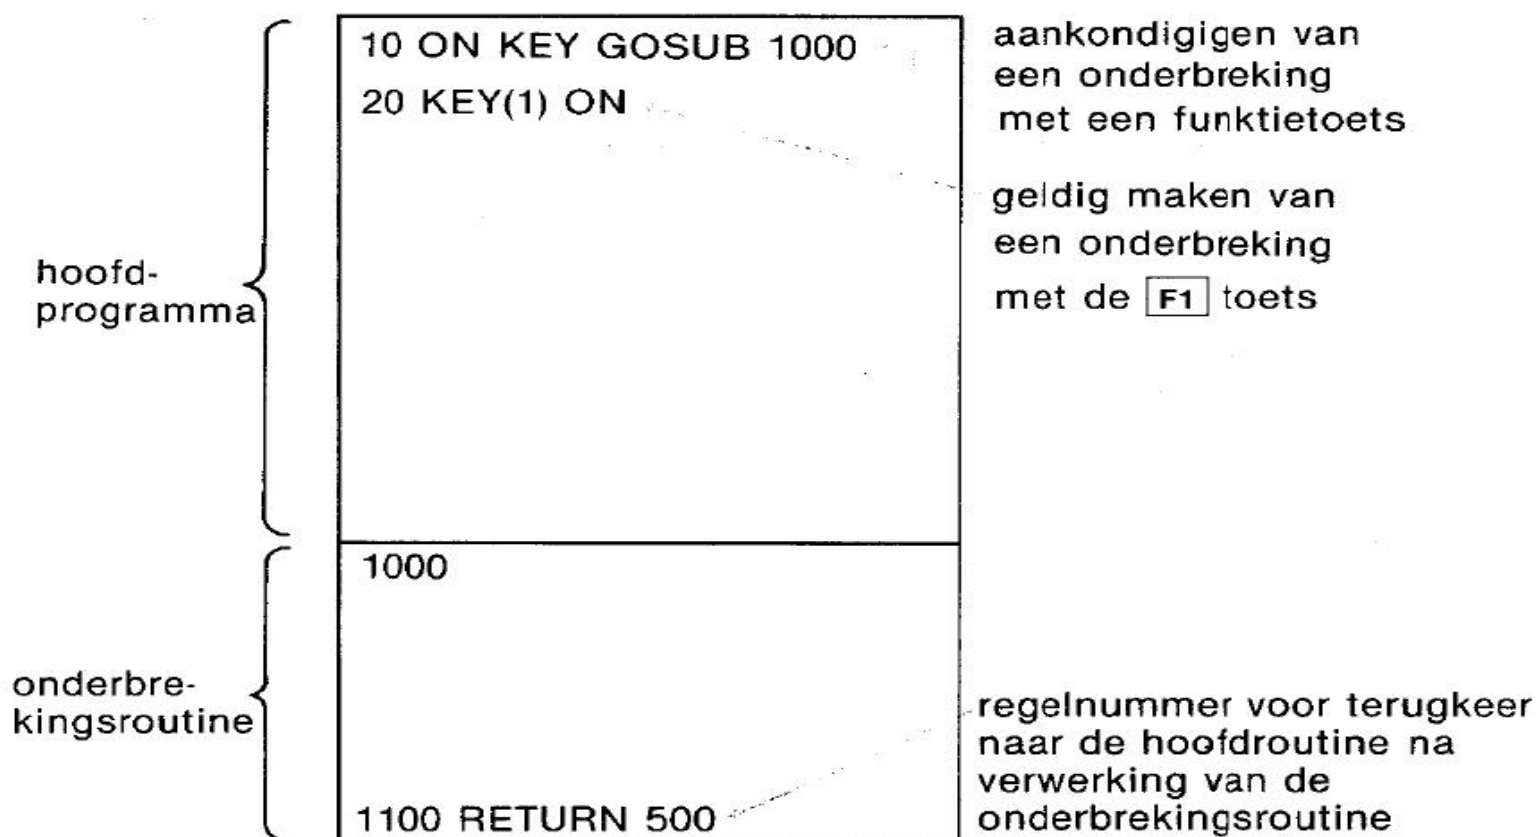 10 ON KEY GOSUB 1000
20 KEY(1) ON
aankondigigen van
een onderbreking
met een funktietoets
geldig maken van
een onderbreking
met de F1 toets
hoofd-
programma
1000
onderbre-
kingsroutine
1100 RETURN 500
regelnummer voor terugkeer
naar de hoofdroutine na
verwerking van de
onderbrekingsroutine